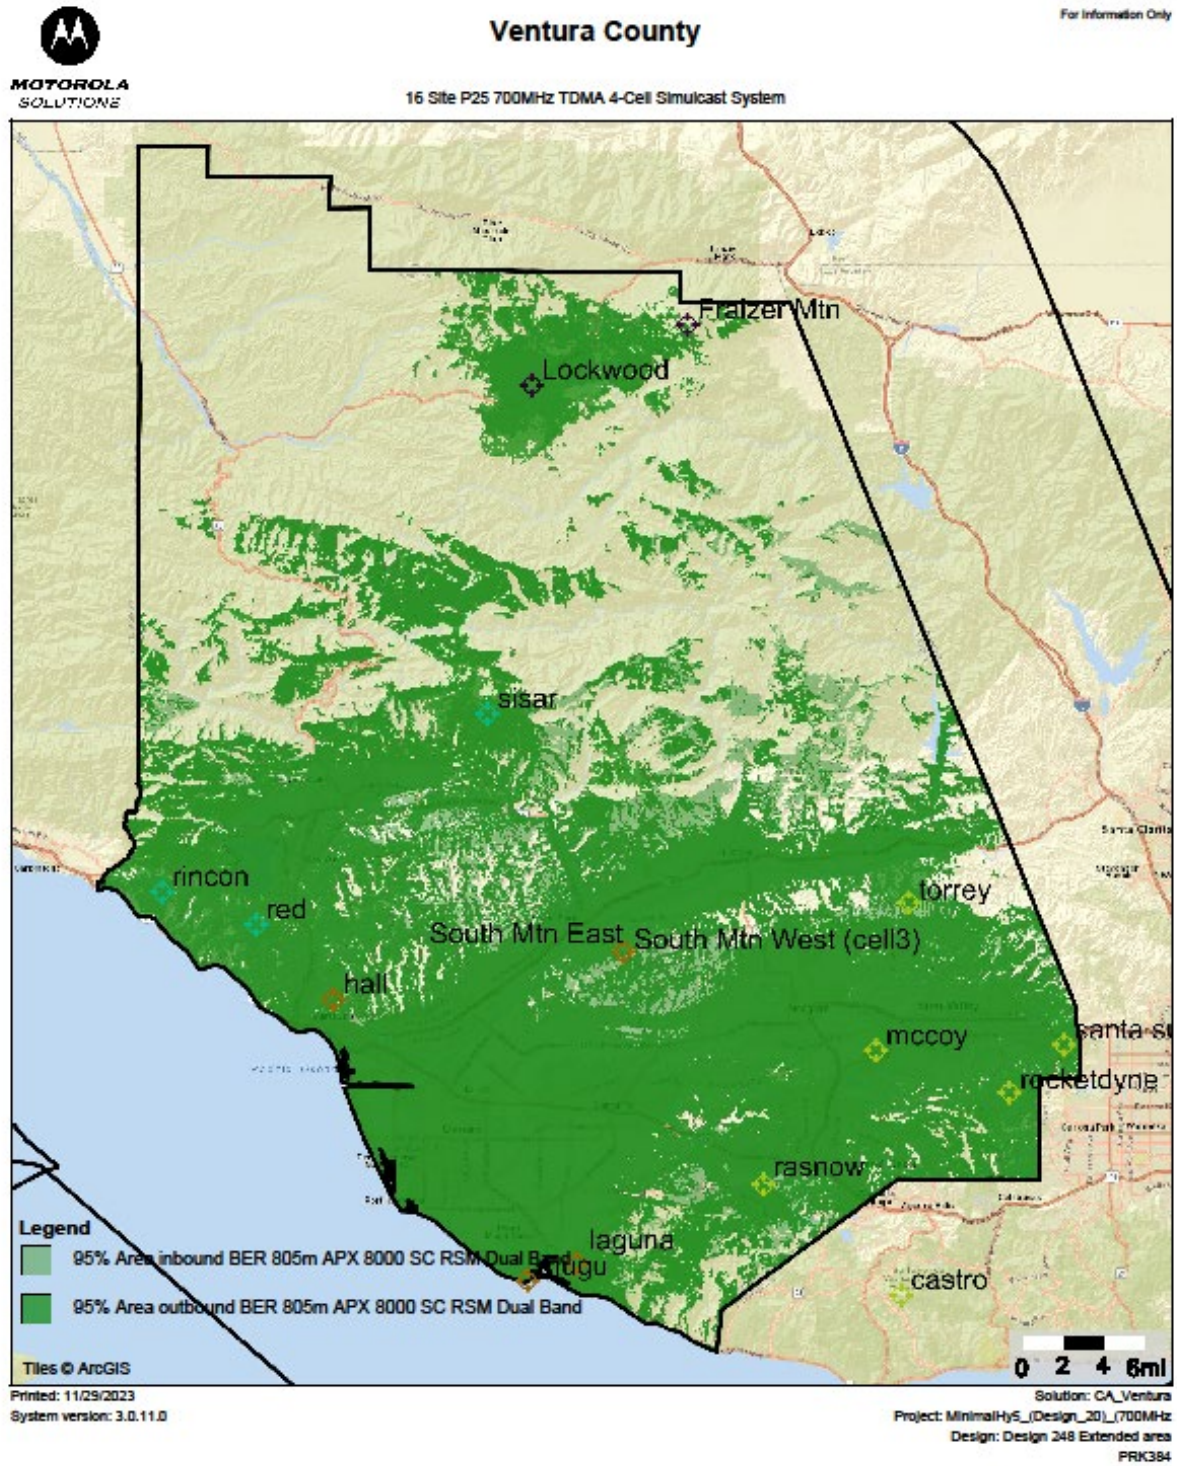 For Information Only
Ventura County
MOTOROLA
SOLUTIONS
16 Site P25 700MHz TDMA 4-Cell Simulcast System
Fraizer Mtn
Lockwood
sisar
Santa Clarita
rincon
torrey
red
South Mtn East
South Mtn West (cell3)
hall
santa su
mccoy
rocketdyne
rasnow
Calabasas
Agoura Hills
Legend
laguna
95% Area inbound BER 805m APX 8000 SC RSM Dual Band
castro
95% Area outbound BER 805m APX 8000 SC RSM Dual Band
Tiles © ArcGIS
0 2 4 6mi
Printed: 11/29/2023
Solution: CA_Ventura
System version: 3.0.11.0
Project: MinimalHy5_(Design_20)_(700MHz
Design: Design 248 Extended area
PRK384